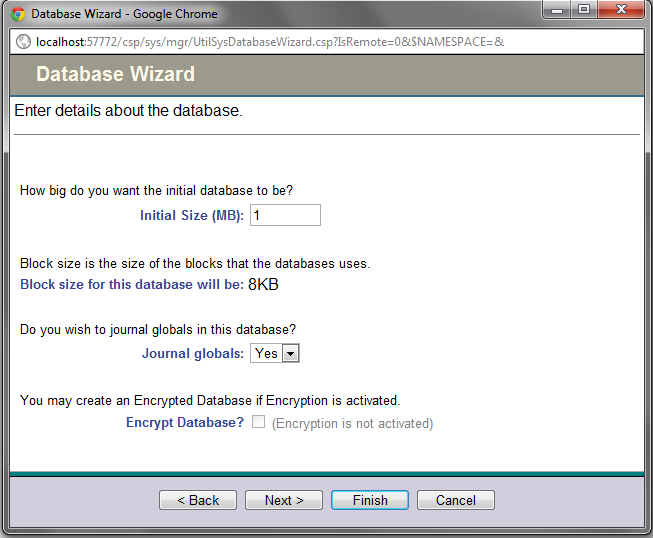 Database Wizard - Google Chrome
localhost:57772/csp/sys/mgr/UtilSysDatabaseWizard.csp?IsRemote=0&$NAMESPACE=&
Database Wizard
Enter details about the database.
How big do you want the initial database to be?
Initial Size (MB): 1
Block size is the size of the blocks that the databases uses.
Block size for this database will be: 8KB
Do you wish to journal globals in this database?
Journal globals: Yes
You may create an Encrypted Database if Encryption is activated.
Encrypt Database? (Encryption is not activated)
< Back Next > Finish Cancel